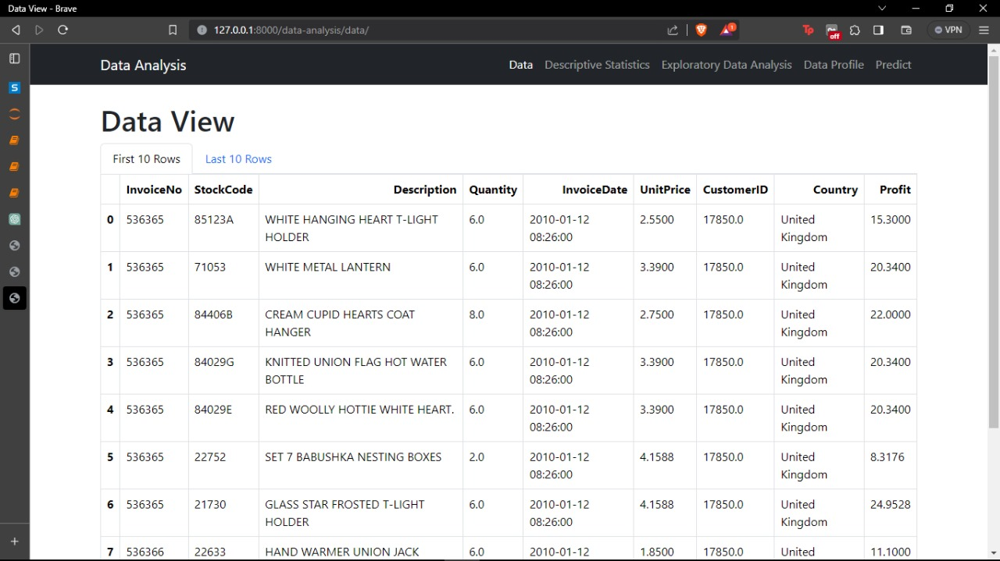 Data View - Brave
127.0.0.1:8000/data-analysis/data/
1
Tp
off
VPN
S
Data Analysis
Data Descriptive Statistics Exploratory Data Analysis Data Profile Predict
Data View
First 10 Rows Last 10 Rows
InvoiceNo StockCode Description Quantity InvoiceDate UnitPrice CustomerID Country Profit
0 536365 85123A WHITE HANGING HEART T-LIGHT 6.0 2010-01-12 2.5500 17850.0 United 15.3000
HOLDER 08:26:00 Kingdom
1 536365 71053 WHITE METAL LANTERN 6.0 2010-01-12 3.3900 17850.0 United 20.3400
08:26:00 Kingdom
2 536365 84406B CREAM CUPID HEARTS COAT 8.0 2010-01-12 2.7500 17850.0 United 22.0000
HANGER 08:26:00 Kingdom
3 536365 84029G KNITTED UNION FLAG HOT WATER 6.0 2010-01-12 3.3900 17850.0 United 20.3400
BOTTLE 08:26:00 Kingdom
4 536365 84029E RED WOOLLY HOTTIE WHITE HEART. 6.0 2010-01-12 3.3900 17850.0 United 20.3400
08:26:00 Kingdom
5 536365 22752 SET 7 BABUSHKA NESTING BOXES 2.0 2010-01-12 4.1588 17850.0 United 8.3176
08:26:00 Kingdom
6 536365 21730 GLASS STAR FROSTED T-LIGHT 6.0 2010-01-12 4.1588 17850.0 United 24.9528
HOLDER 08:26:00 Kingdom
7 536366 22633 HAND WARMER UNION JACK 6.0 2010-01-12 1.8500 17850.0 United 11.1000